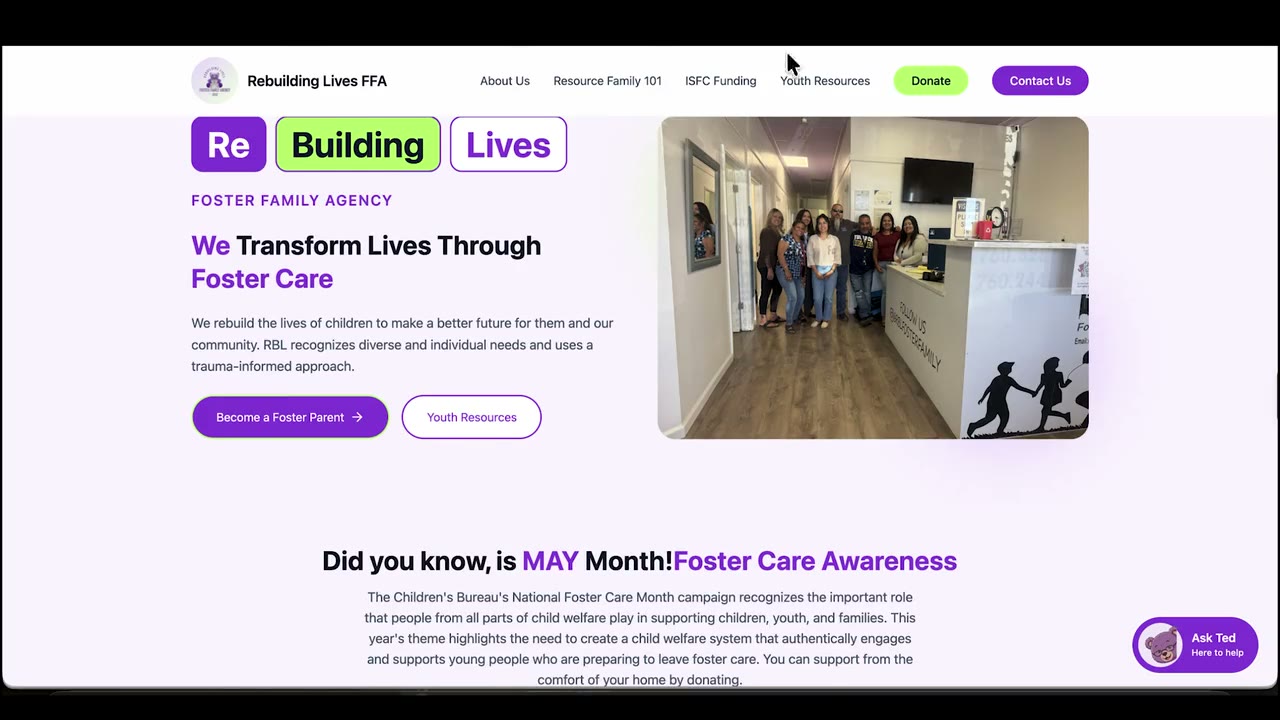 Rebuilding Lives FFA
About Us
Resource Family 101
ISFC Funding
Youth Resources
Donate
Contact Us
Re Building Lives
FOSTER FAMILY AGENCY
We Transform Lives Through
Foster Care
We rebuild the lives of children to make a better future for them and our
community. RBL recognizes diverse and individual needs and uses a
trauma-informed approach.
Become a Foster Parent →
Youth Resources
FOLLOW US
Did you know, is MAY Month!Foster Care Awareness
The Children's Bureau's National Foster Care Month campaign recognizes the important role
that people from all parts of child welfare play in supporting children, youth, and families. This
year's theme highlights the need to create a child welfare system that authentically engages
and supports young people who are preparing to leave foster care. You can support from the
comfort of your home by donating.
Ask Ted
Here to help